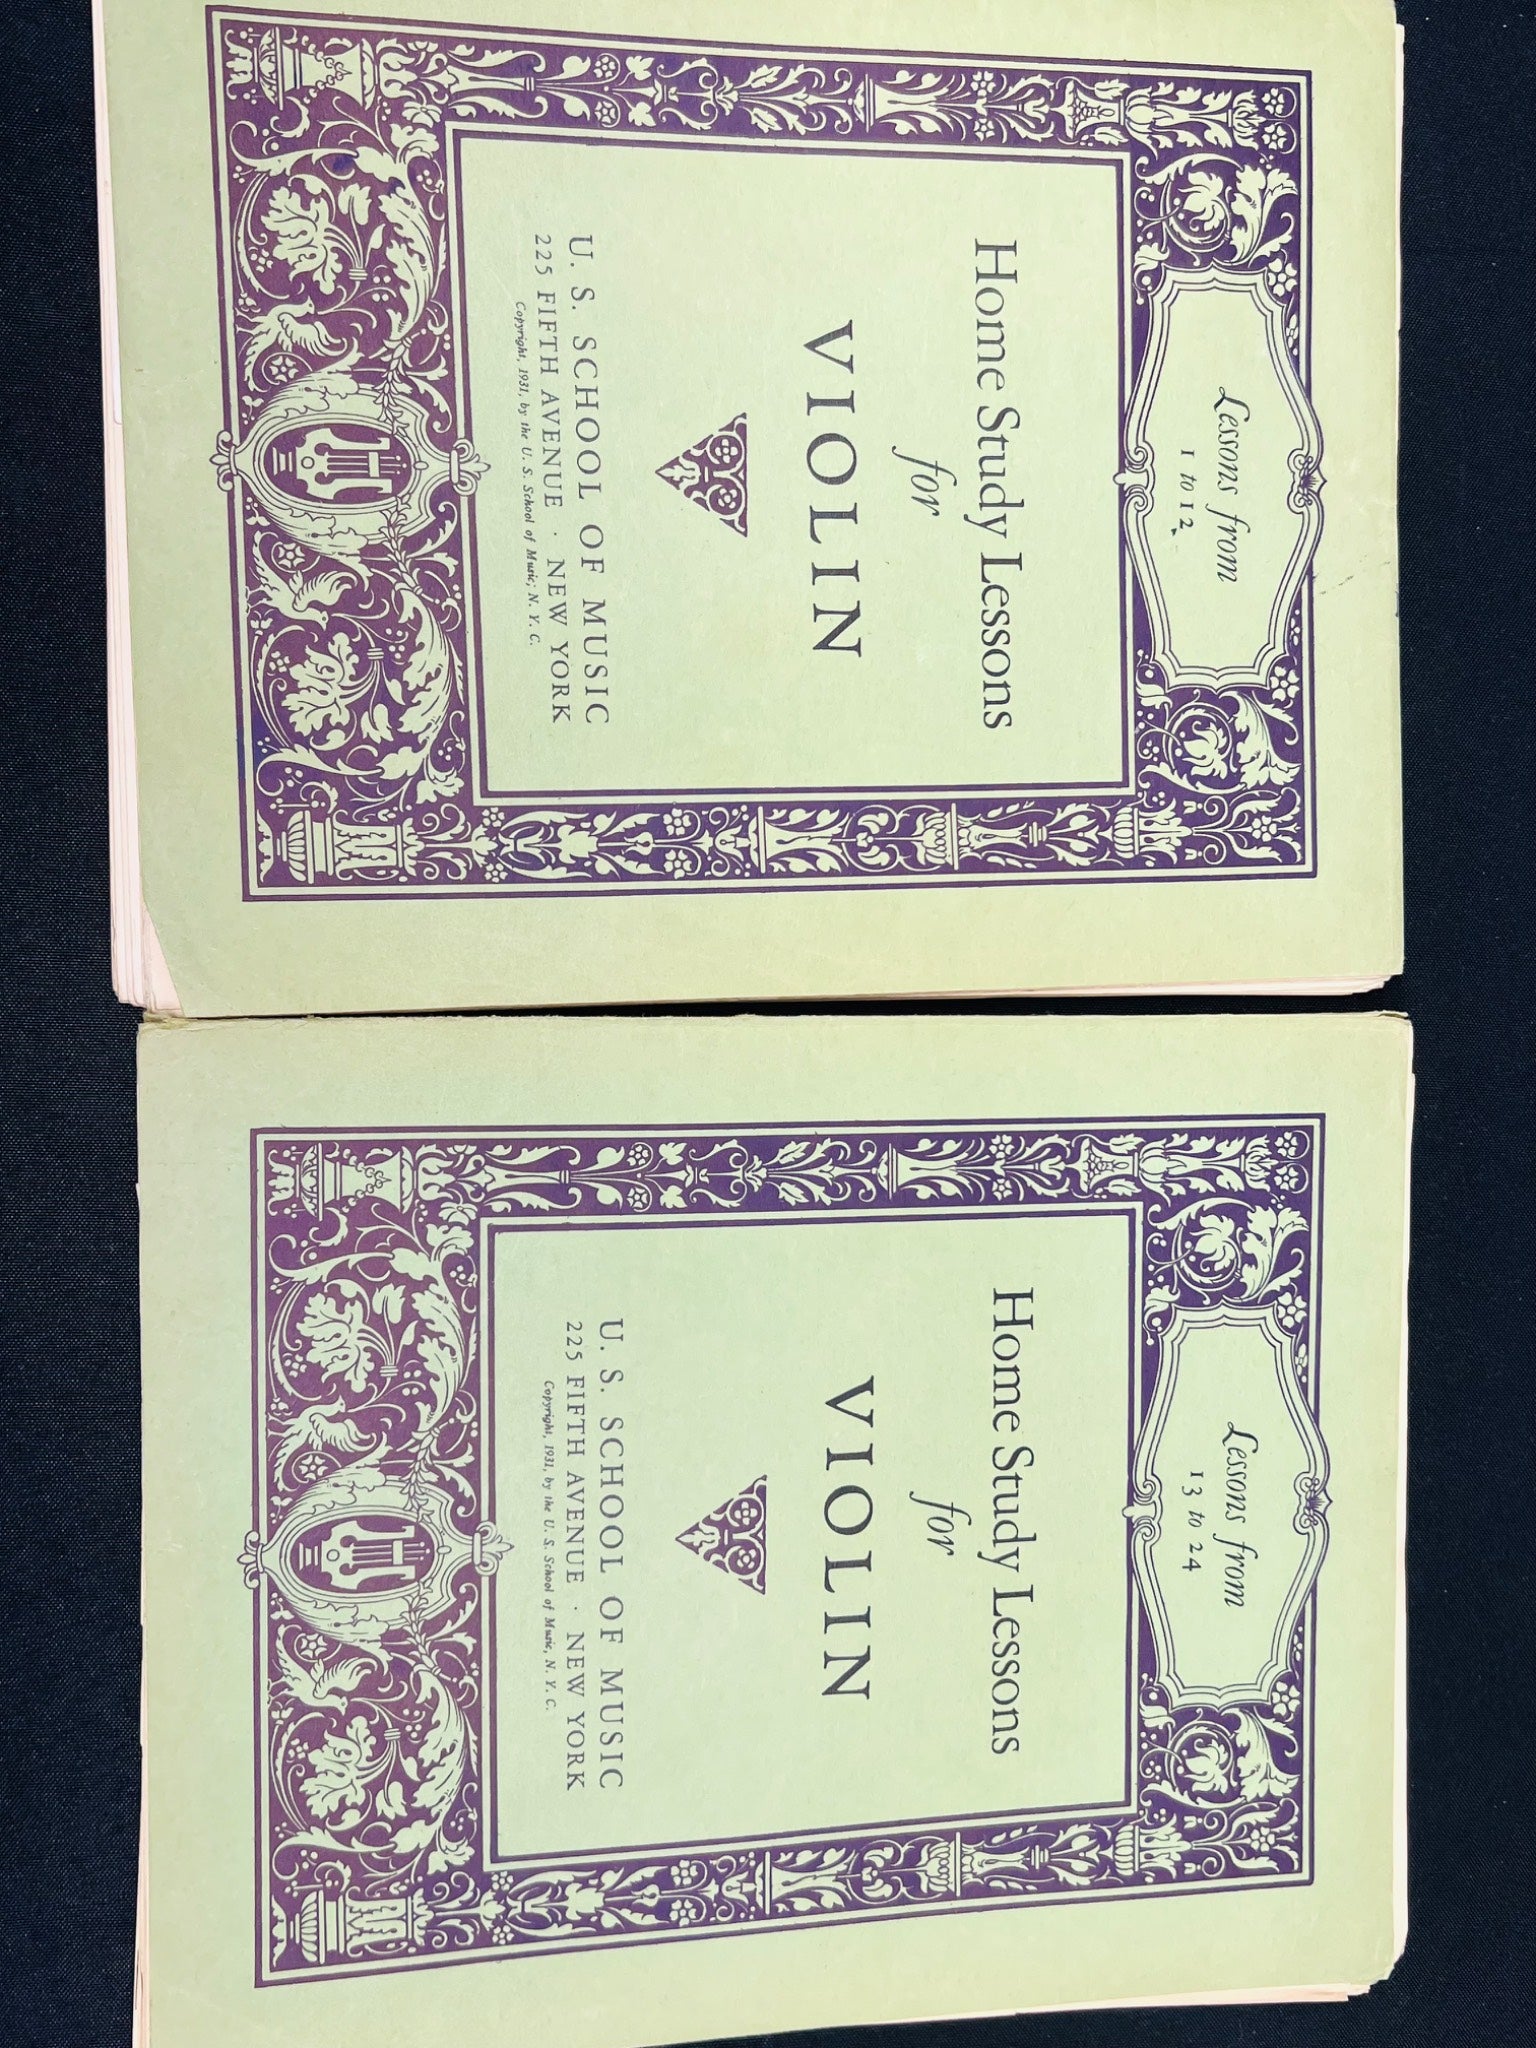 Lessons from
1 to 12
Home Study Lessons
for
VIOLIN
U. S. SCHOOL OF MUSIC
225 FIFTH AVENUE · NEW YORK
Copyright, 1931, by the U. S. School of Music, N. Y. C.
Lessons from
13 to 24
Home Study Lessons
for
VIOLIN
U. S. SCHOOL OF MUSIC
225 FIFTH AVENUE · NEW YORK
Copyright, 1931, by the U. S. School of Music, N. Y. C.